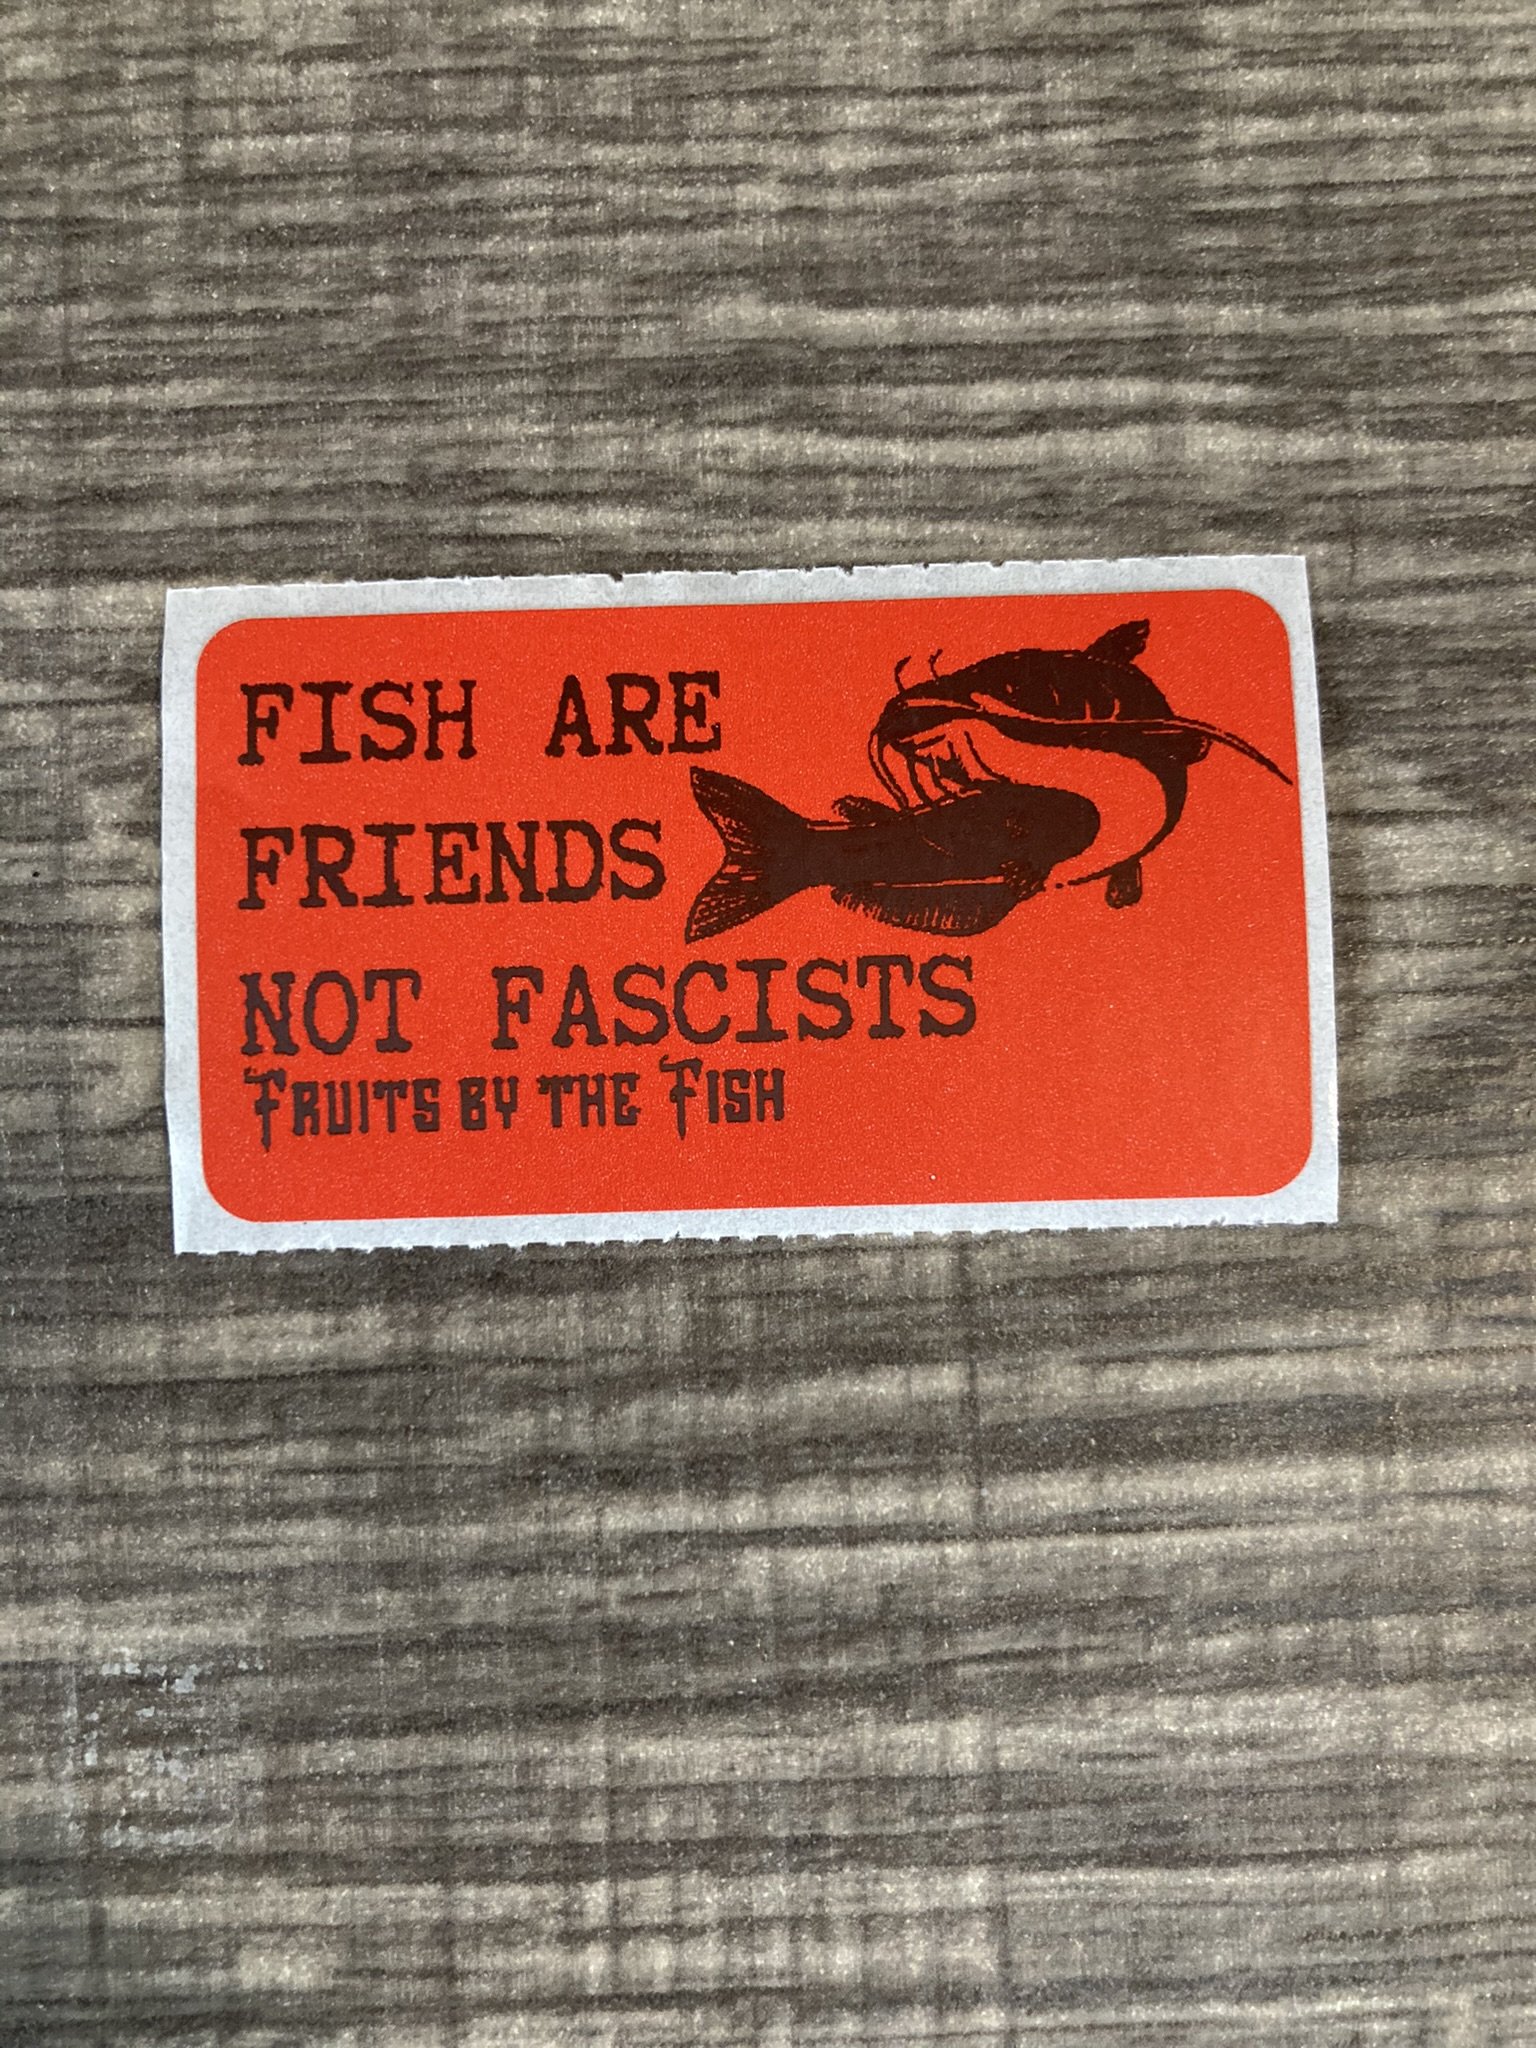 FISH ARE
FRIENDS
NOT FASCISTS
FRUITS BY THE FISH